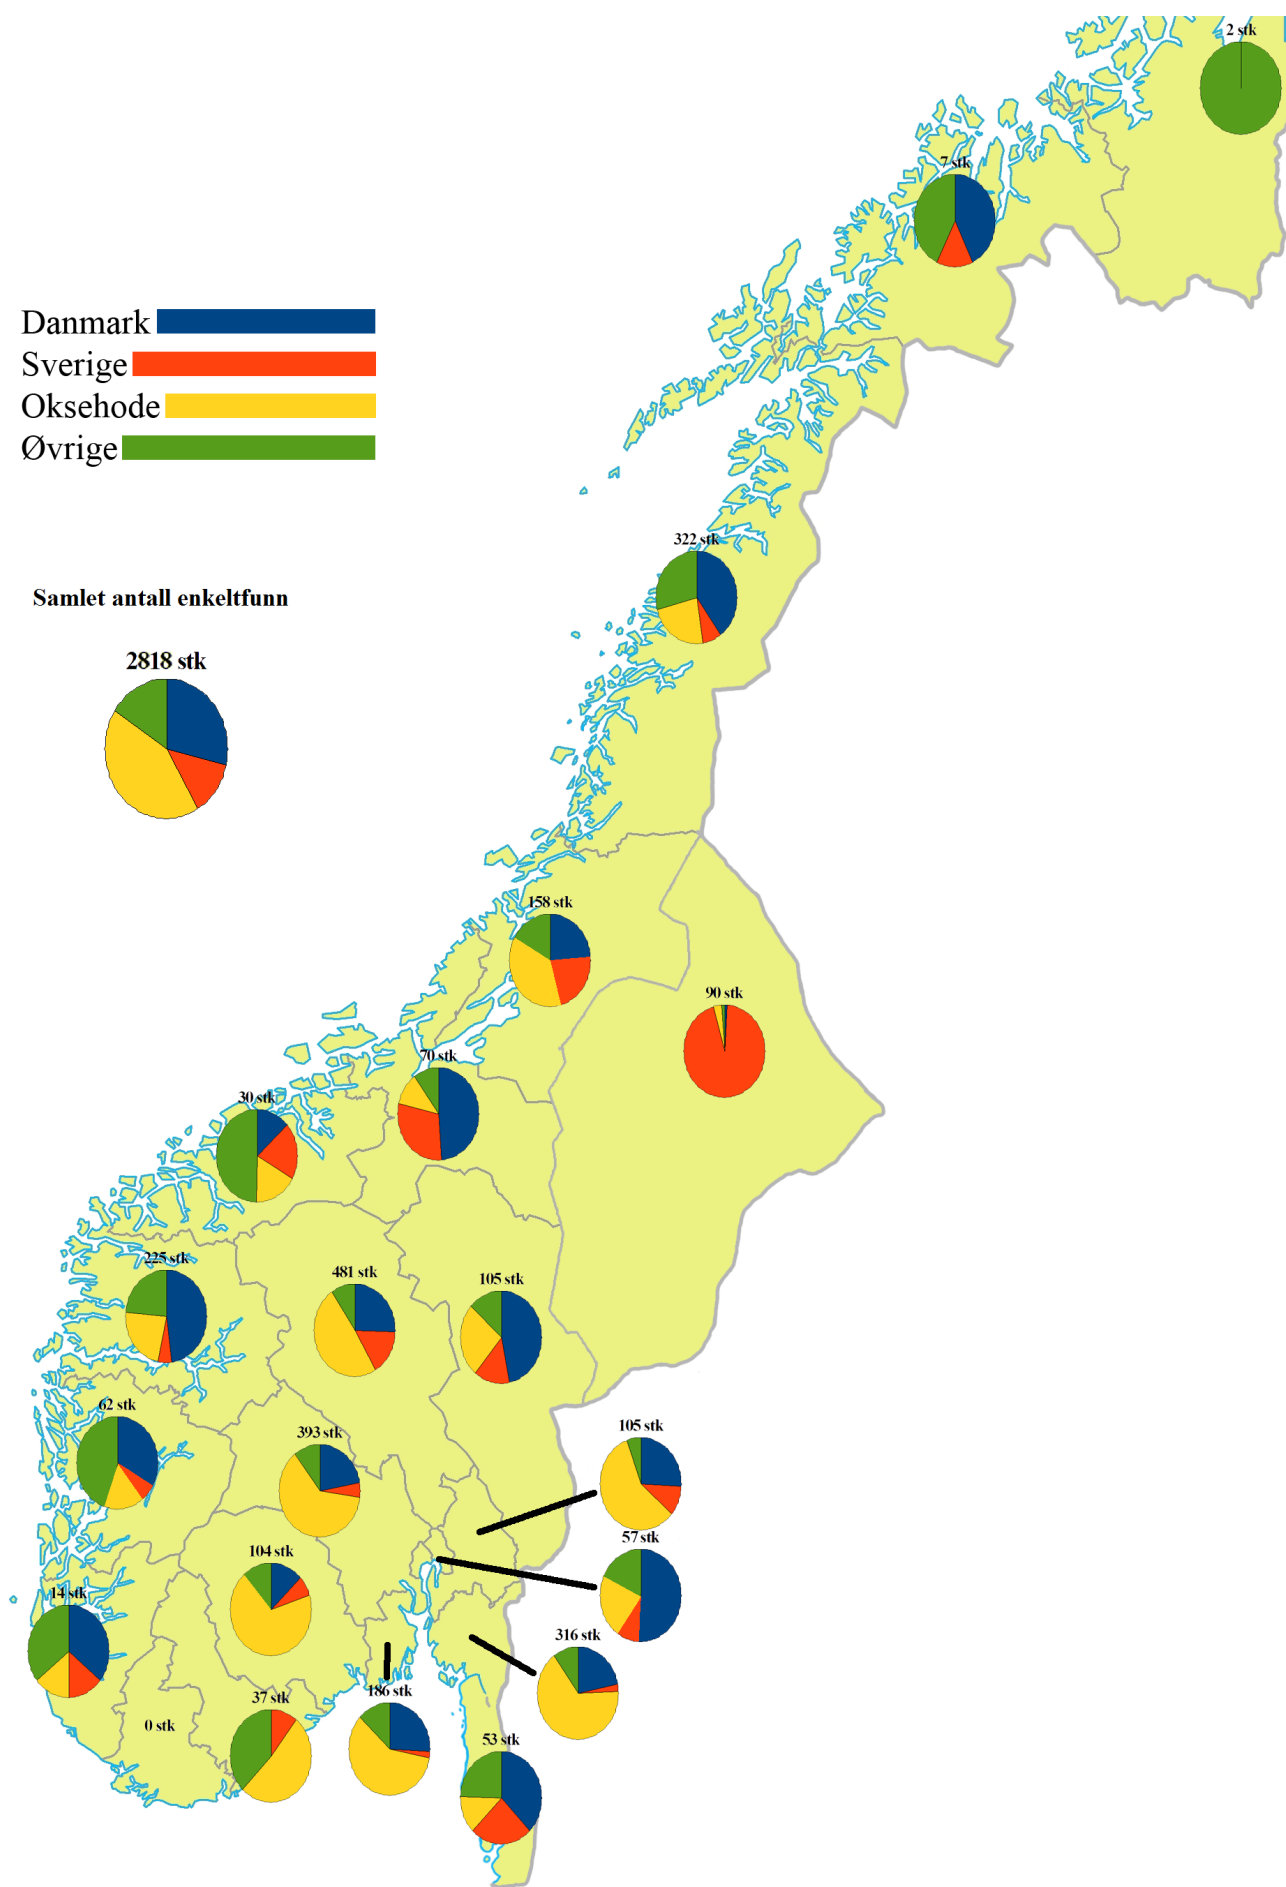 2 stk
7 stk
Danmark
Sverige
Oksehode
Øvrige
322 stk
Samlet antall enkeltfunn
2818 stk
158 stk
90 stk
70 stk
30 stk
225 stk
481 stk
105 stk
62 stk
393 stk
105 stk
57 stk
104 stk
14 stk
316 stk
186 stk
37 stk
0 stk
53 stk